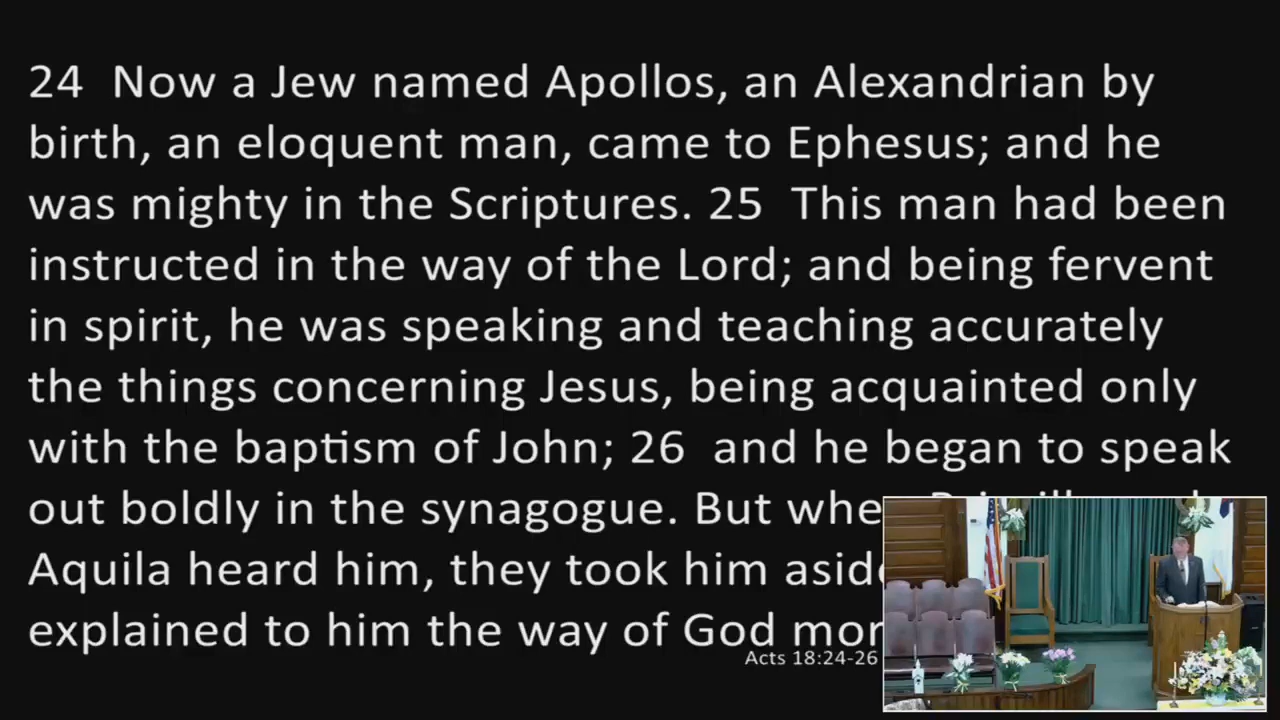 24 Now a Jew named Apollos, an Alexandrian by
birth, an eloquent man, came to Ephesus; and he
was mighty in the Scriptures. 25 This man had been
instructed in the way of the Lord; and being fervent
in spirit, he was speaking and teaching accurately
the things concerning Jesus, being acquainted only
with the baptism of John; 26 and he began to speak
out boldly in the synagogue. But
Aquila heard him, they took him
explained to him the way of God
Acts 18:24-26